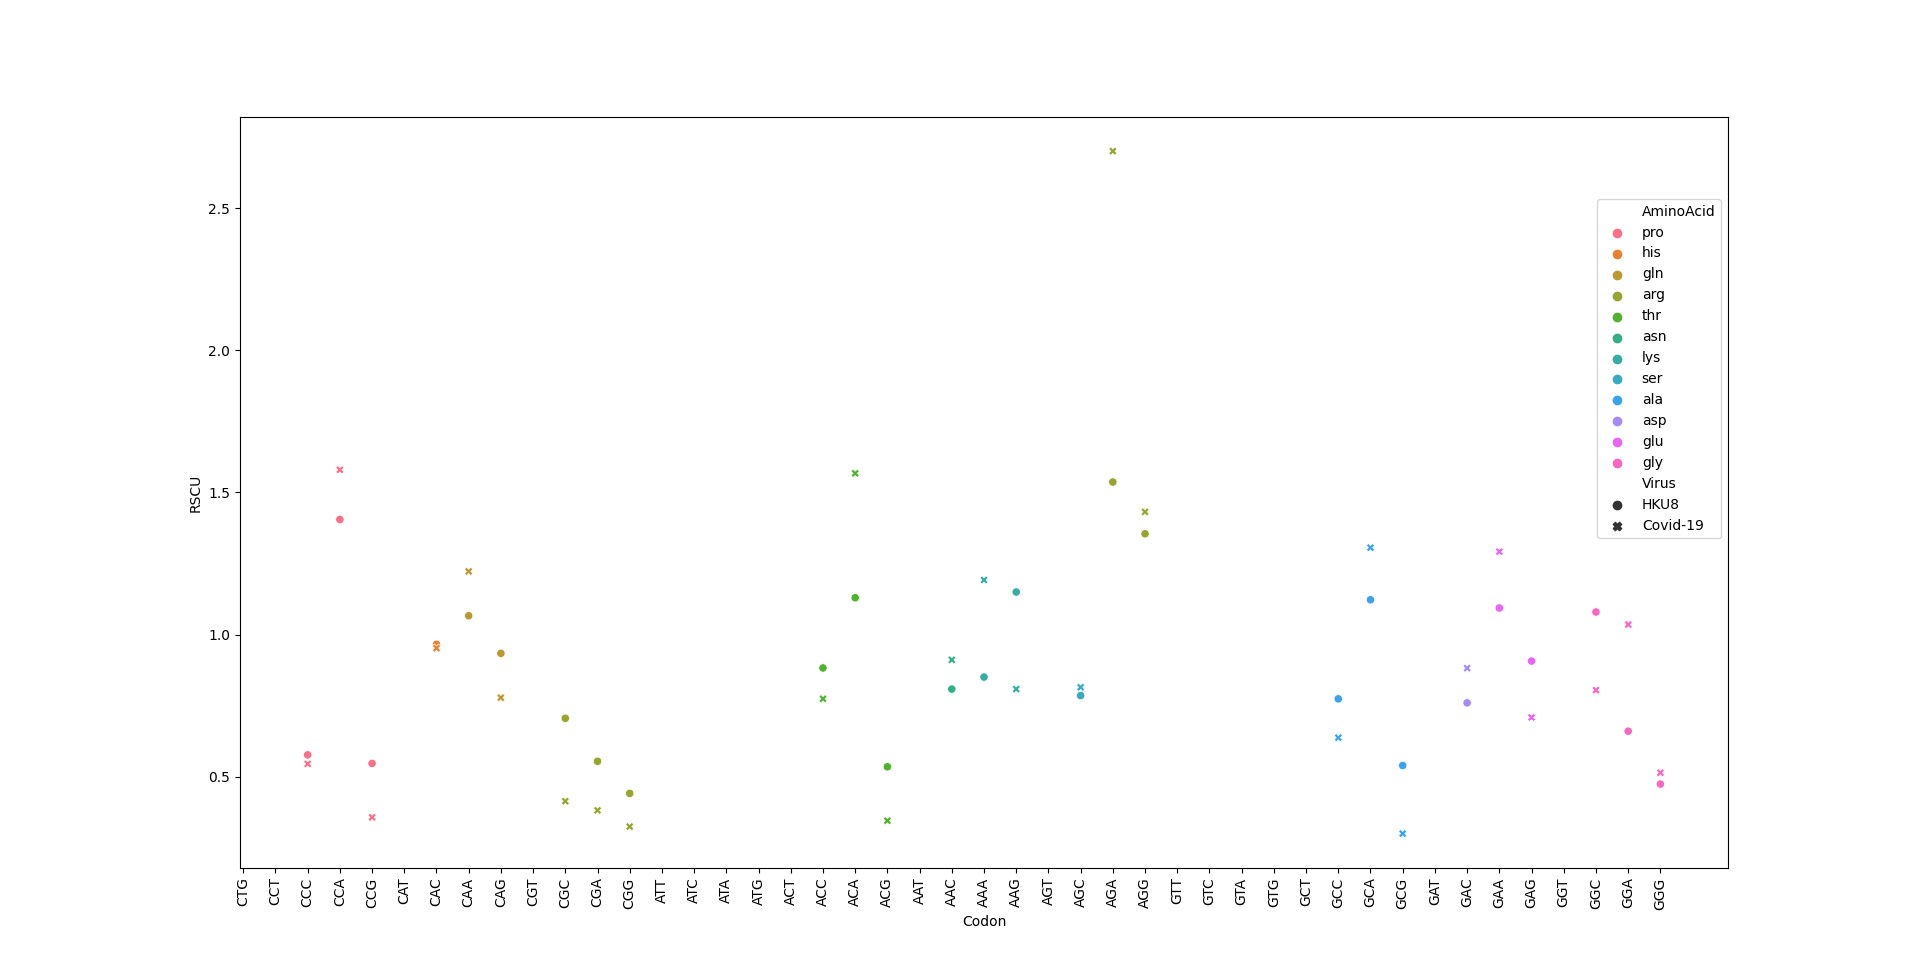 2.5
2.0
1.5
1.0
0.5
RSCU
CTG CCT CCC CCA CCG CAT CAC CAA CAG CGT CGC CGA CGG ATT ATC ATA ATG ACT ACC ACA ACG AAT AAC AAA AAG AGT AGC AGA AGG GTT GTC GTA GTG GCT GCC GCA GCG GAT GAC GAA GAG GGT GGC GGA GGG
Codon
AminoAcid
pro
his
gln
arg
thr
asn
lys
ser
ala
asp
glu
gly
Virus
HKU8
Covid-19